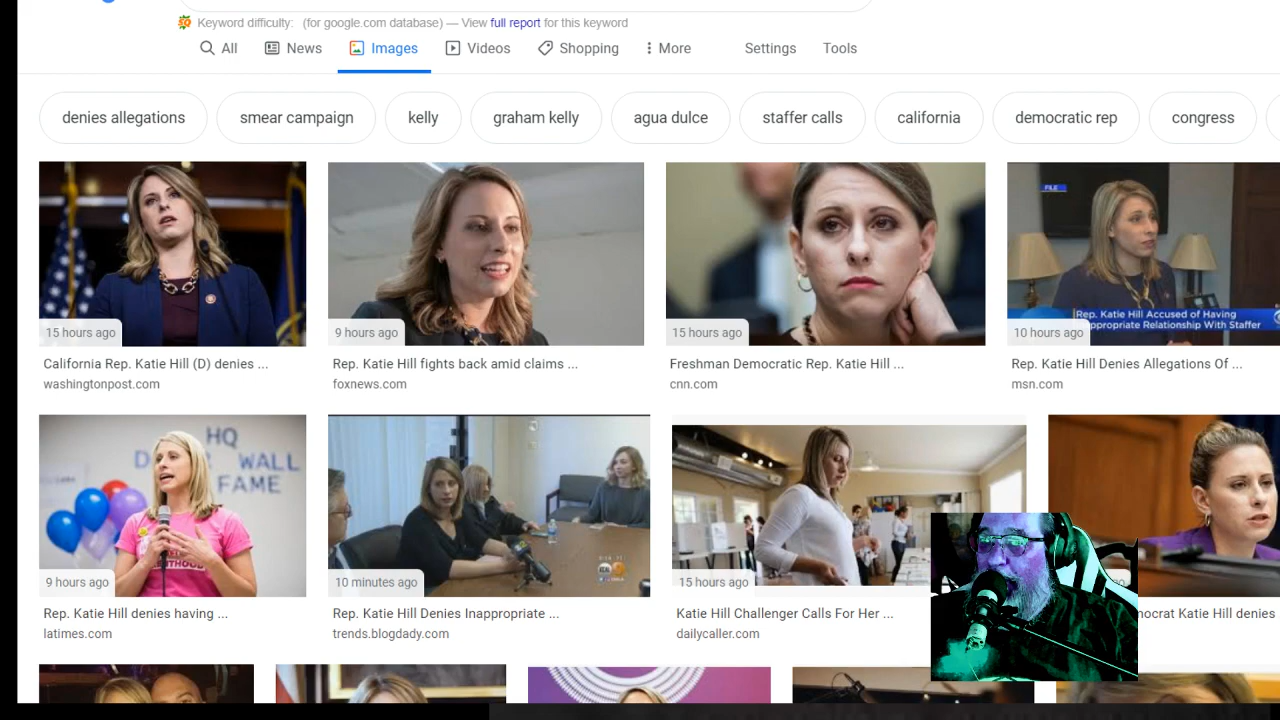 Keyword difficulty: (for google.com database) — View full report for this keyword
All News Images Videos Shopping More Settings Tools
denies allegations smear campaign kelly graham kelly agua dulce staffer calls california democratic rep congress
FILE
Rep. Katie Hill Accused of Having
appropriate Relationship With Staffer
15 hours ago 9 hours ago 15 hours ago 10 hours ago
California Rep. Katie Hill (D) denies ... Rep. Katie Hill fights back amid claims ... Freshman Democratic Rep. Katie Hill ... Rep. Katie Hill Denies Allegations Of ...
washingtonpost.com foxnews.com cnn.com msn.com
HQ
WALL
FAME
9 hours ago 10 minutes ago 15 hours ago
Rep. Katie Hill denies having ... Rep. Katie Hill Denies Inappropriate ... Katie Hill Challenger Calls For Her ... mocrat Katie Hill denies
latimes.com trends.blogdady.com dailycaller.com